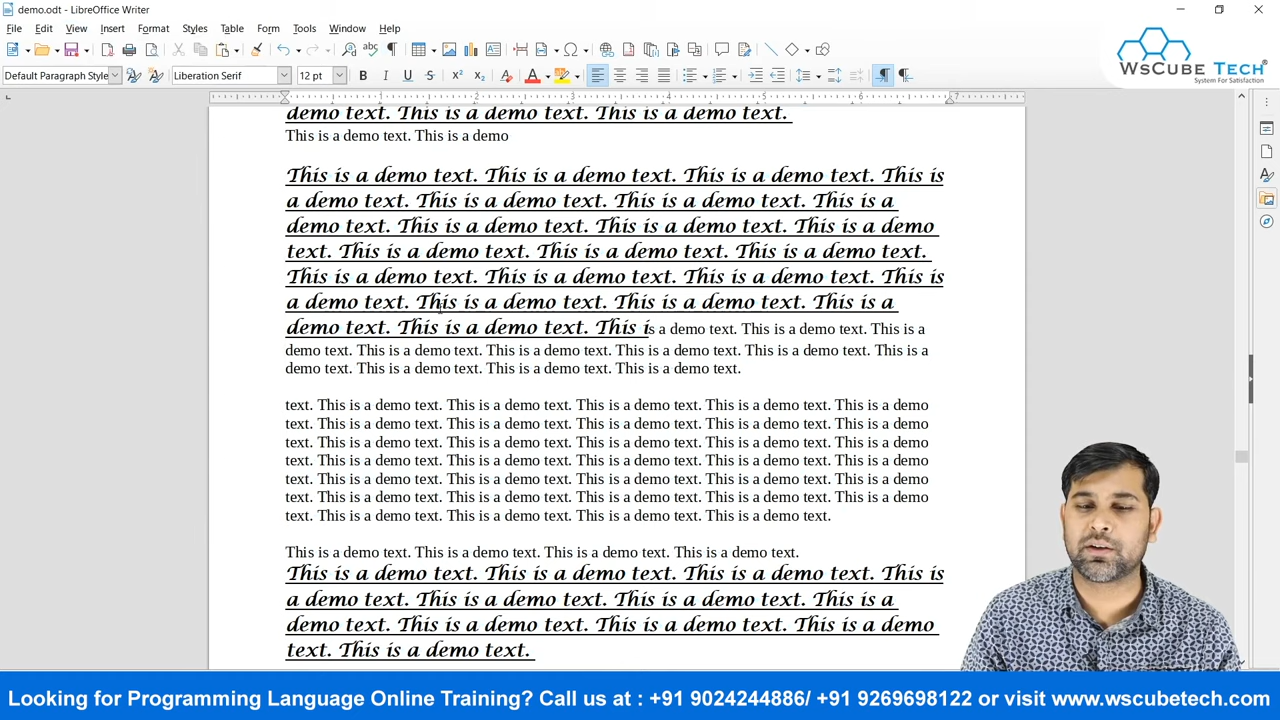 demo.odt - LibreOffice Writer
File Edit View Insert Format Styles Table Form Tools Window Help
Default Paragraph Style Liberation Serif 12 pt
WsCube Tech®
System For Satisfaction
1 2 3 4 5 6 7
demo text. This is a demo text. This is a demo text.
This is a demo text. This is a demo
This is a demo text. This is a demo text. This is a demo text. This is
a demo text. This is a demo text. This is a demo text. This is a
demo text. This is a demo text. This is a demo text. This is a demo
text. This is a demo text. This is a demo text. This is a demo text.
This is a demo text. This is a demo text. This is a demo text. This is
a demo text. This is a demo text. This is a demo text. This is a
demo text. This is a demo text. This is a demo text. This is a demo text. This is a
demo text. This is a demo text. This is a demo text. This is a demo text. This is a demo text. This is a
demo text. This is a demo text. This is a demo text. This is a demo text.
text. This is a demo text. This is a demo text. This is a demo text. This is a demo text. This is a demo
text. This is a demo text. This is a demo text. This is a demo text. This is a demo text. This is a demo
text. This is a demo text. This is a demo text. This is a demo text. This is a demo text. This is a demo
text. This is a demo text. This is a demo text. This is a demo text. This is a demo text. This is a demo
text. This is a demo text. This is a demo text. This is a demo text. This is a demo text. This is a demo
text. This is a demo text. This is a demo text. This is a demo text. This is a demo text. This is a demo
text. This is a demo text. This is a demo text. This is a demo text. This is a demo text.
This is a demo text. This is a demo text. This is a demo text. This is a demo text.
This is a demo text. This is a demo text. This is a demo text. This is
a demo text. This is a demo text. This is a demo text. This is a
demo text. This is a demo text. This is a demo text. This is a demo
text. This is a demo text.
Looking for Programming Language Online Training? Call us at : +91 9024244886/ +91 9269698122 or visit www.wscubetech.com